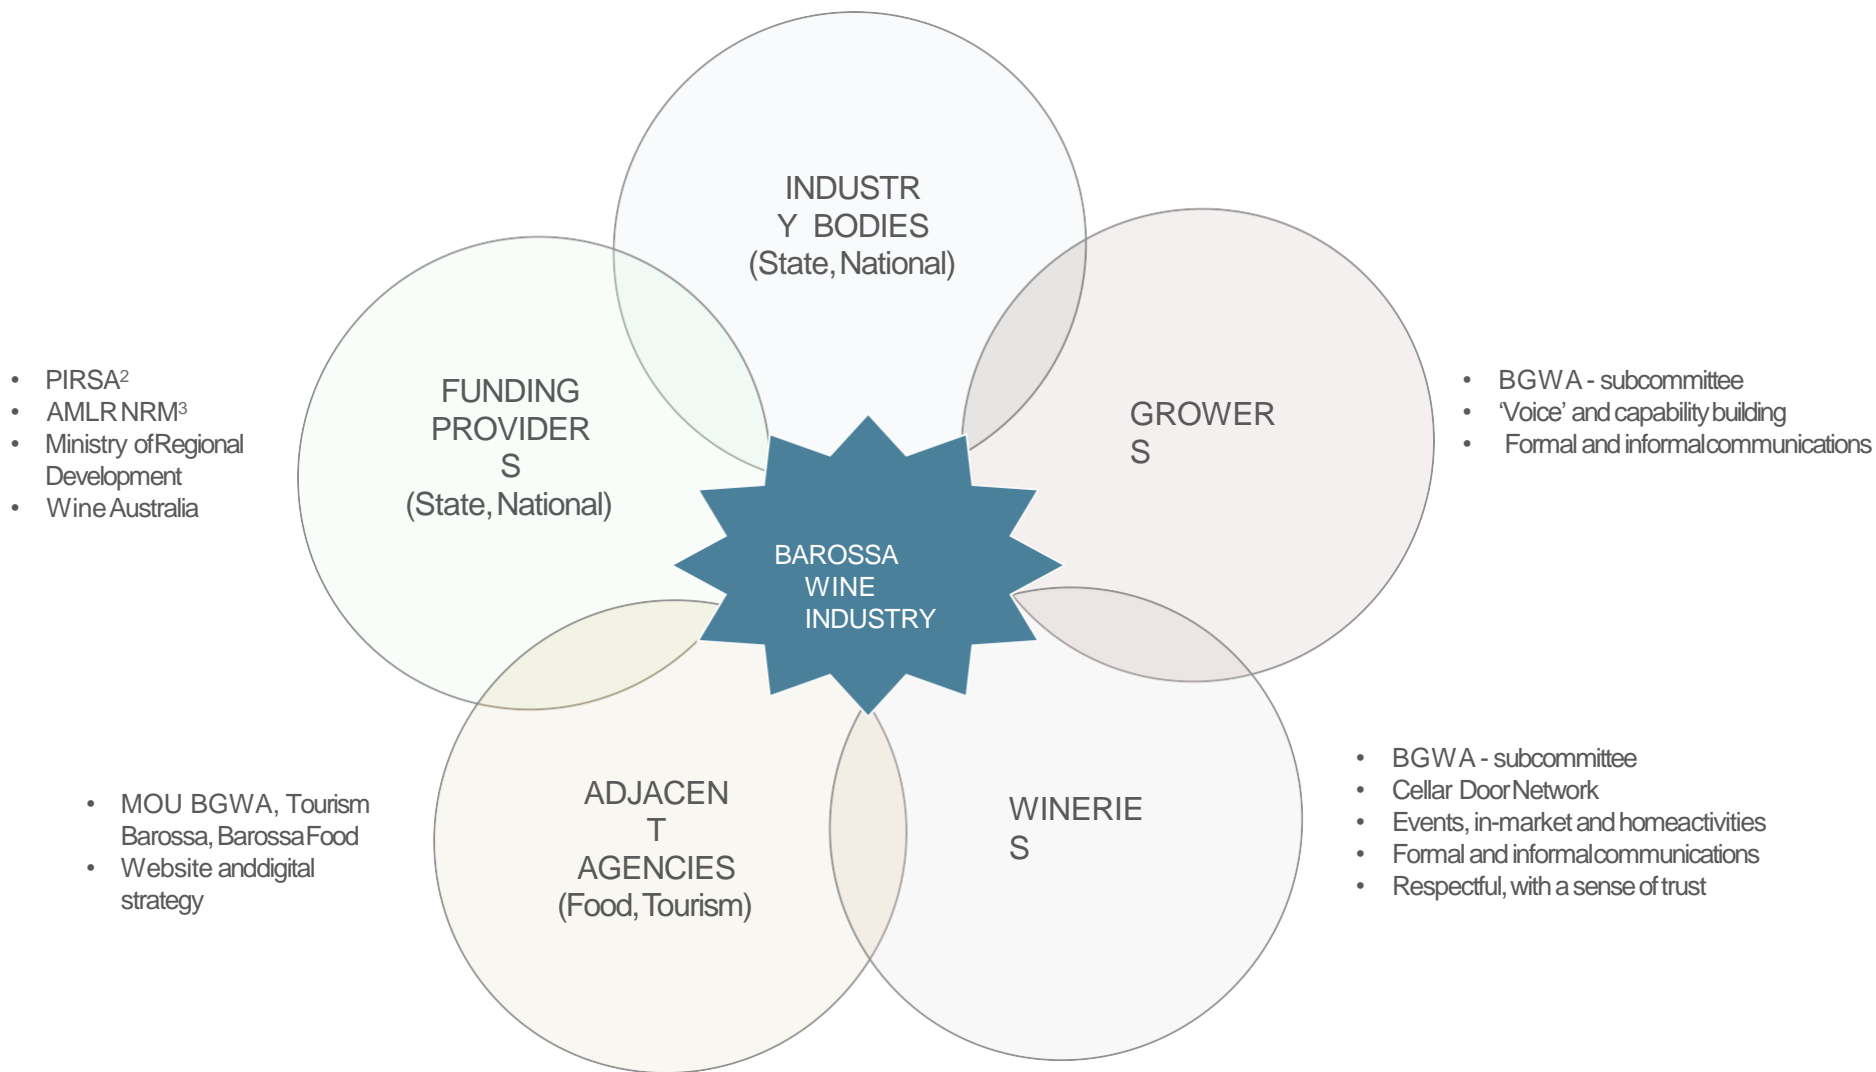 INDUSTR
Y BODIES
(State, National)
FUNDING
PROVIDER
S
(State, National)
• PIRSA²
• AMLR NRM³
• Ministry of Regional
Development
• Wine Australia
GROWER
S
• BGWA - subcommittee
• ‘Voice’ and capability building
• Formal and informal communications
BAROSSA
WINE
INDUSTRY
ADJACEN
T
AGENCIES
(Food, Tourism)
• MOU BGWA, Tourism
Barossa, Barossa Food
• Website and digital
strategy
WINERIE
S
• BGWA - subcommittee
• Cellar Door Network
• Events, in-market and home activities
• Formal and informal communications
• Respectful, with a sense of trust